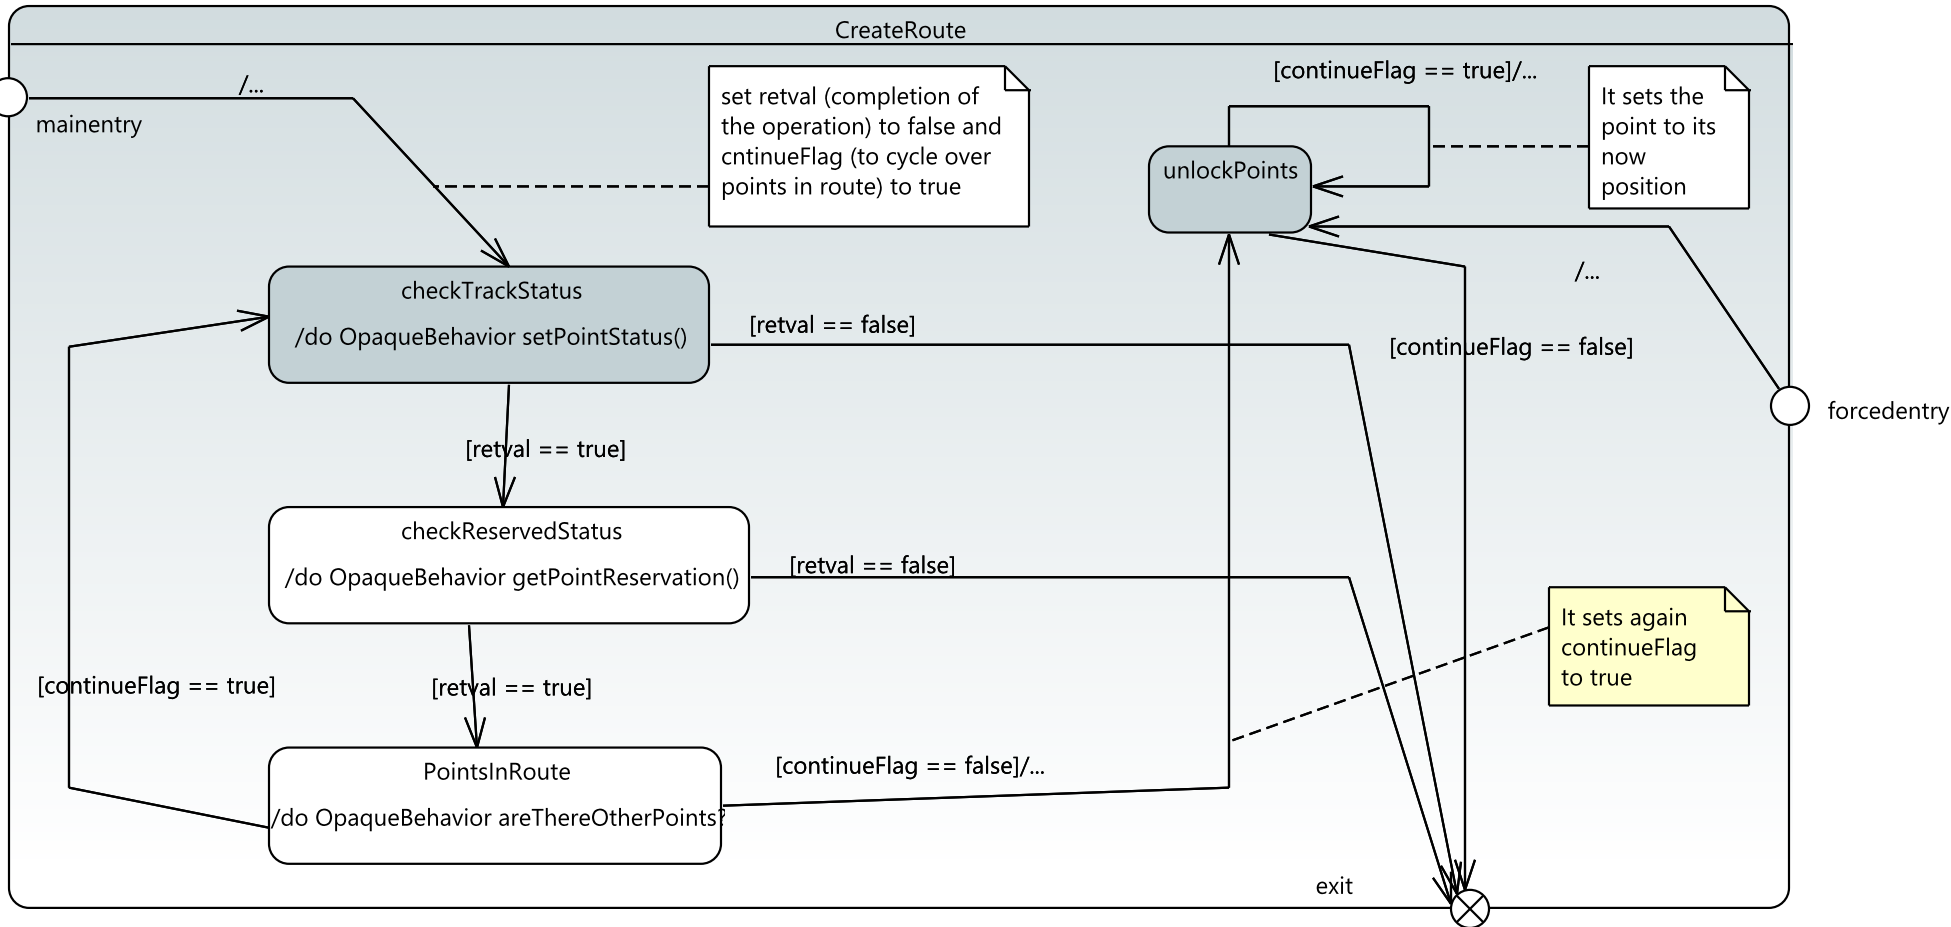 CreateRoute
/...
mainentry
set retval (completion of
the operation) to false and
cntinueFlag (to cycle over
points in route) to true
[continueFlag == true]/...
It sets the
point to its
now
position
unlockPoints
/...
forcedentry
checkTrackStatus
/do OpaqueBehavior setPointStatus()
[retval == false]
[continueFlag == false]
[retval == true]
checkReservedStatus
/do OpaqueBehavior getPointReservation()
[retval == false]
It sets again
continueFlag
to true
[continueFlag == true]
[retval == true]
PointsInRoute
/do OpaqueBehavior areThereOtherPoints?
[continueFlag == false]/...
exit